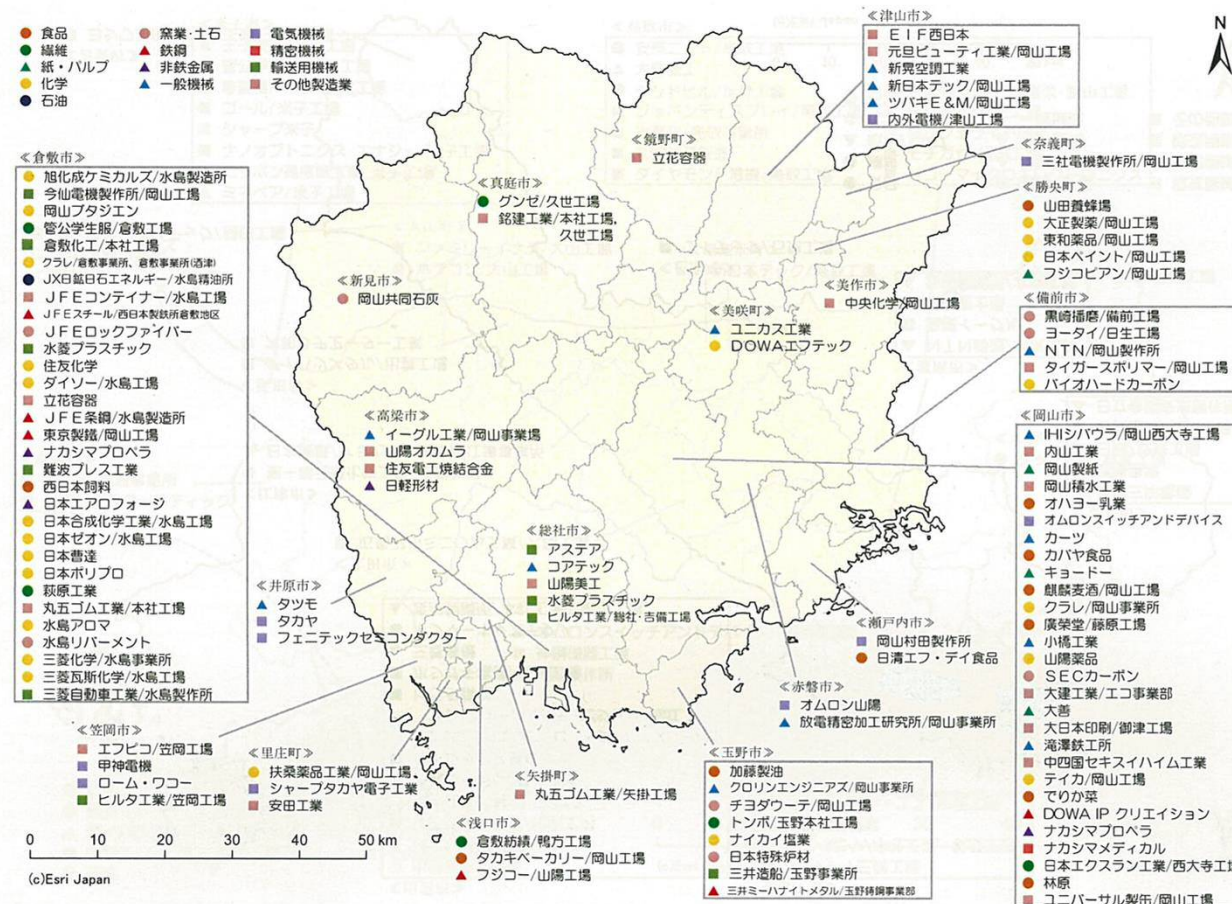 食品
繊維
紙・パルプ
化学
石油
窯業・土石
鉄鋼
非鉄金属
一般機械
電気機械
精密機械
輸送用機械
その他製造業
N
≪倉敷市≫
旭化成ケミカルズ/水島製造所
今仙電機製作所/岡山工場
岡山ブタジエン
菅公学生服/倉敷工場
倉敷化工/本社工場
クラレ/倉敷事業所、倉敷事業所(酒津)
JX日鉱日石エネルギー/水島精油所
JFEコンテイナー/水島工場
JFEスチール/西日本製鉄所倉敷地区
JFEロックファイバー
水菱プラスチック
住友化学
ダイソー/水島工場
立花容器
JFE条鋼/水島製造所
東京製鐵/岡山工場
ナカシマプロペラ
難波プレス工業
西日本飼料
日本エアロフォージ
日本合成化学工業/水島工場
日本ゼオン/水島工場
日本曹達
日本ポリプロ
萩原工業
丸五ゴム工業/本社工場
水島アロマ
水島リバーメント
三菱化学/水島事業所
三菱瓦斯化学/水島工場
三菱自動車工業/水島製作所
≪津山市≫
EIF西日本
元旦ビューティ工業/岡山工場
新晃空調工業
新日本テック/岡山工場
ツバキE&M/岡山工場
内外電機/津山工場
≪鏡野町≫
立花容器
≪奈義町≫
三社電機製作所/岡山工場
≪真庭市≫
グンゼ/久世工場
銘建工業/本社工場、
久世工場
≪勝央町≫
山田養蜂場
大正製薬/岡山工場
東和薬品/岡山工場
日本ペイント/岡山工場
フジコピアン/岡山工場
≪新見市≫
岡山共同石灰
≪美作市≫
中央化学/岡山工場
≪美咲町≫
ユニカス工業
DOWAエフテック
≪備前市≫
黒崎播磨/備前工場
ヨータイ/日生工場
NTN/岡山製作所
タイガースポリマー/岡山工場
バイオハードカーボン
≪高梁市≫
イーグル工業/岡山事業場
山陽オカムラ
住友電工焼結合金
日軽形材
≪岡山市≫
IHIシバウラ/岡山西大寺工場
内山工業
岡山製紙
岡山積水工業
オハヨー乳業
オムロンスイッチアンドデバイス
カーツ
カバヤ食品
キョードー
麒麟麦酒/岡山工場
クラレ/岡山事業所
廣榮堂/藤原工場
小橋工業
山陽薬品
SECカーボン
大建工業/エコ事業部
大善
大日本印刷/御津工場
滝澤鉄工所
中四国セキスイハイム工業
テイカ/岡山工場
でりか菜
DOWA IP クリエイション
ナカシマプロペラ
ナカシマメディカル
日本エクスラン工業/西大寺工場
林原
ユニバーサル製缶/岡山工場
≪総社市≫
アステア
コアテック
山陽美工
水菱プラスチック
ヒルタ工業/総社・吉備工場
≪井原市≫
タツモ
タカヤ
フェニテックセミコンダクター
≪瀬戸内市≫
岡山村田製作所
日清エフ・デイ食品
≪赤磐市≫
オムロン山陽
放電精密加工研究所/岡山事業所
≪笠岡市≫
エフピコ/笠岡工場
甲神電機
ローム・ワコー
ヒルタ工業/笠岡工場
≪里庄町≫
扶桑薬品工業/岡山工場
シャープタカヤ電子工業
安田工業
≪矢掛町≫
丸五ゴム工業/矢掛工場
≪浅口市≫
倉敷紡績/鴨方工場
タカキベーカリー/岡山工場
フジコー/山陽工場
≪玉野市≫
加藤製油
クロリンエンジニアズ/岡山事業所
チヨダウーテ/岡山工場
トンボ/玉野本社工場
ナイカイ塩業
日本特殊炉材
三井造船/玉野事業所
三井ミーハナイトメタル/玉野鋳鋼事業部
0 10 20 30 40 50 km
(c)Esri Japan